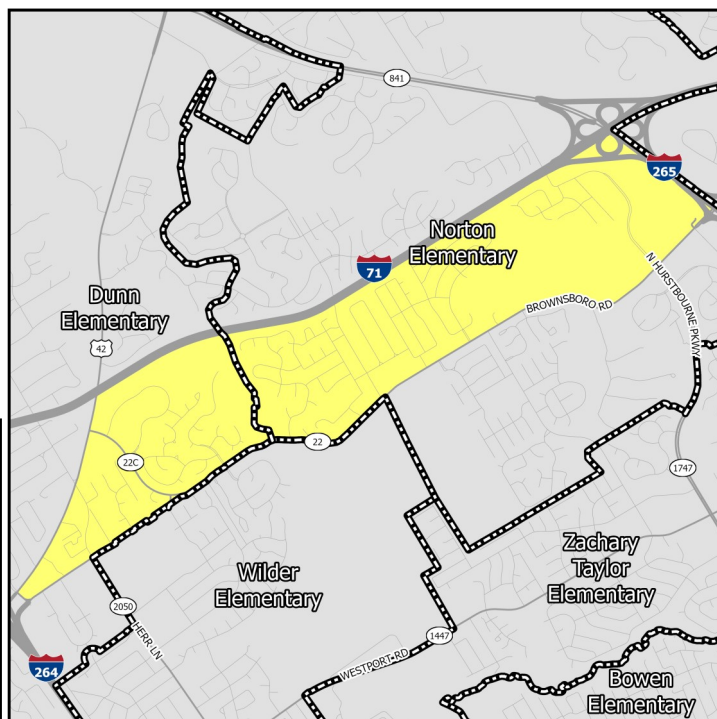 841
265
Norton
Elementary
71
N HURSTBOURNE PKWY
Dunn
Elementary
BROWNSBORO RD
42
22
22C
1747
Zachary
Taylor
Elementary
Wilder
Elementary
2050
HERR LN
1447
WESTPORT RD
264
Bowen
Elementary